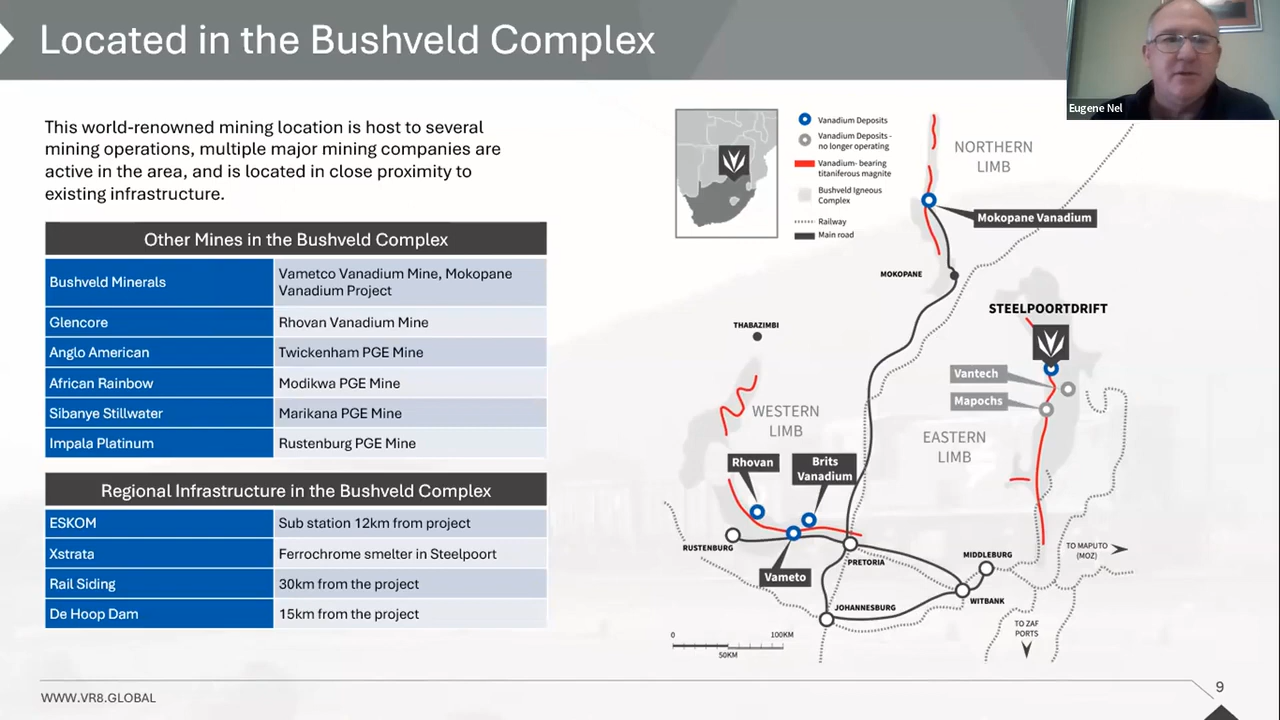 Located in the Bushveld Complex
Eugene Nel
This world-renowned mining location is host to several
mining operations, multiple major mining companies are
active in the area, and is located in close proximity to
existing infrastructure.
Other Mines in the Bushveld Complex
Bushveld Minerals
Vametco Vanadium Mine, Mokopane
Vanadium Project
Glencore
Rhovan Vanadium Mine
Anglo American
Twickenham PGE Mine
African Rainbow
Modikwa PGE Mine
Sibanye Stillwater
Marikana PGE Mine
Impala Platinum
Rustenburg PGE Mine
Regional Infrastructure in the Bushveld Complex
ESKOM
Sub station 12km from project
Xstrata
Ferrochrome smelter in Steelpoort
Rail Siding
30km from the project
De Hoop Dam
15km from the project
Vanadium Deposits
Vanadium Deposits -
no longer operating
Vanadium- bearing
titaniferous magnite
Bushveld Igneous
Complex
Railway
Main road
NORTHERN
LIMB
Mokopane Vanadium
MOKOPANE
STEELPOORTDRIFT
THABAZIMBI
Vantech
Mapochs
WESTERN
LIMB
EASTERN
LIMB
Rhovan
Brits
Vanadium
RUSTENBURG
PRETORIA
Vameto
MIDDLEBURG
TO MAPUTO
(MOZ)
WITBANK
JOHANNESBURG
TO ZAF
PORTS
0
100KM
50KM
WWW.VR8.GLOBAL
9